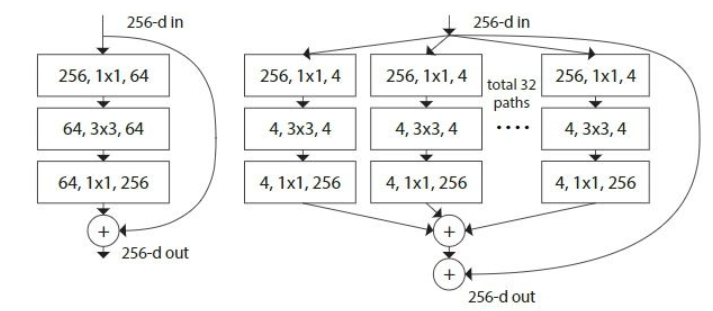 256-d in
256, 1x1, 64
64, 3x3, 64
64, 1x1, 256
+
256-d out
256-d in
256, 1x1, 4
256, 1x1, 4
total 32
paths
256, 1x1, 4
4, 3x3, 4
4, 3x3, 4
....
4, 3x3, 4
4, 1x1, 256
4, 1x1, 256
4, 1x1, 256
+
+
256-d out